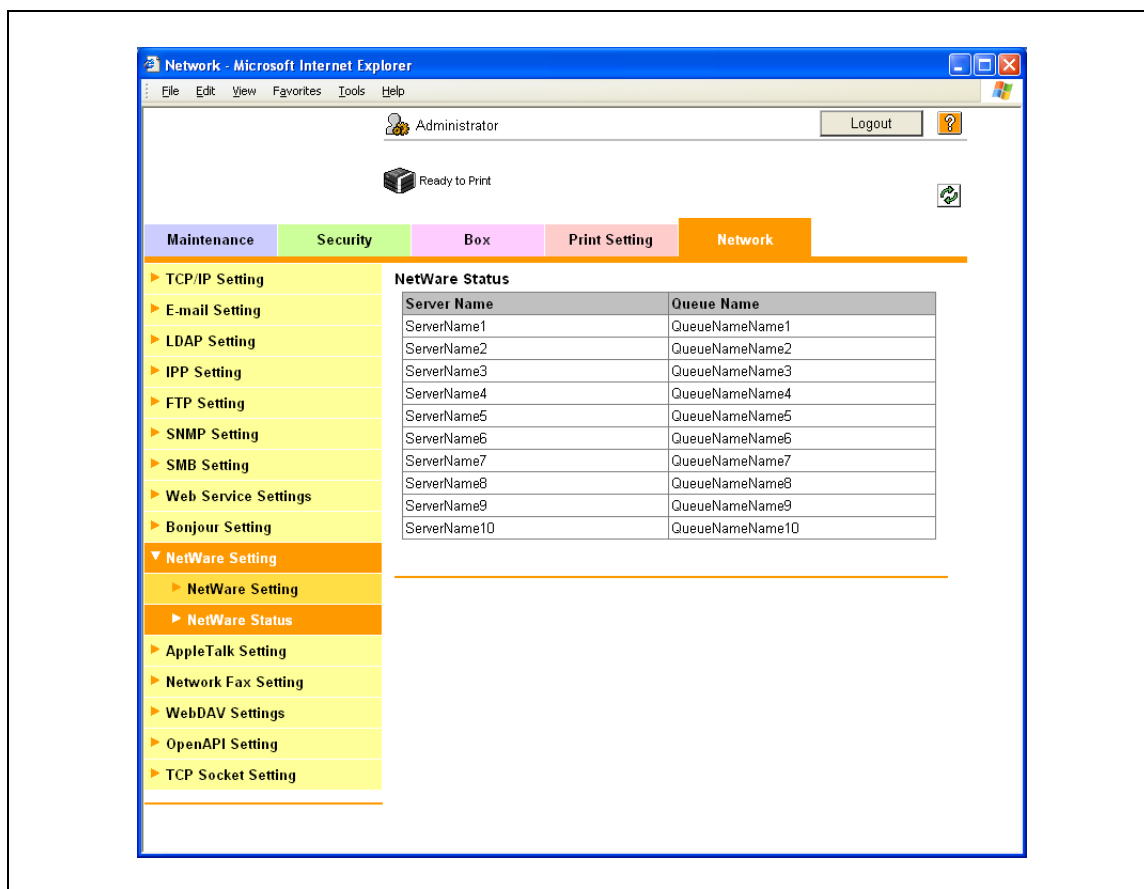 Network - Microsoft Internet Explorer
File Edit View Favorites Tools Help
Administrator
Logout
?
Ready to Print
Maintenance Security Box Print Setting Network
TCP/IP Setting
E-mail Setting
LDAP Setting
IPP Setting
FTP Setting
SNMP Setting
SMB Setting
Web Service Settings
Bonjour Setting
NetWare Setting
NetWare Setting
NetWare Status
AppleTalk Setting
Network Fax Setting
WebDAV Settings
OpenAPI Setting
TCP Socket Setting
NetWare Status
Server Name Queue Name
ServerName1 QueueNameName1
ServerName2 QueueNameName2
ServerName3 QueueNameName3
ServerName4 QueueNameName4
ServerName5 QueueNameName5
ServerName6 QueueNameName6
ServerName7 QueueNameName7
ServerName8 QueueNameName8
ServerName9 QueueNameName9
ServerName10 QueueNameName10